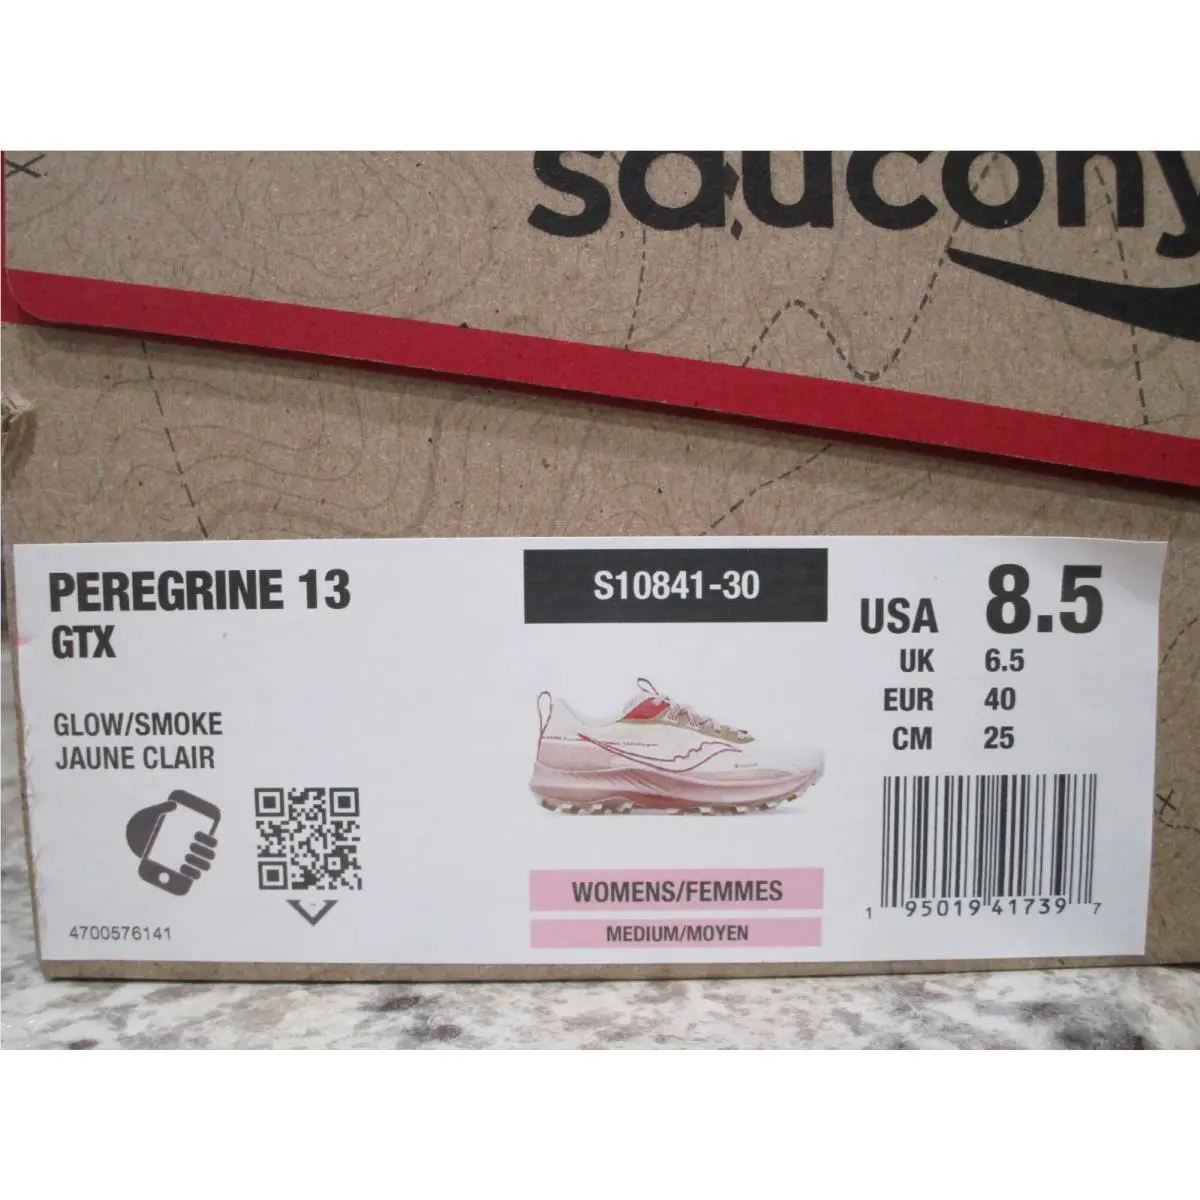 saucony
PEREGRINE 13
GTX
GLOW/SMOKE
JAUNE CLAIR
4700576141
S10841-30
WOMENS/FEMMES
MEDIUM/MOYEN
USA 8.5
UK 6.5
EUR 40
CM 25
1 95019 41739 7